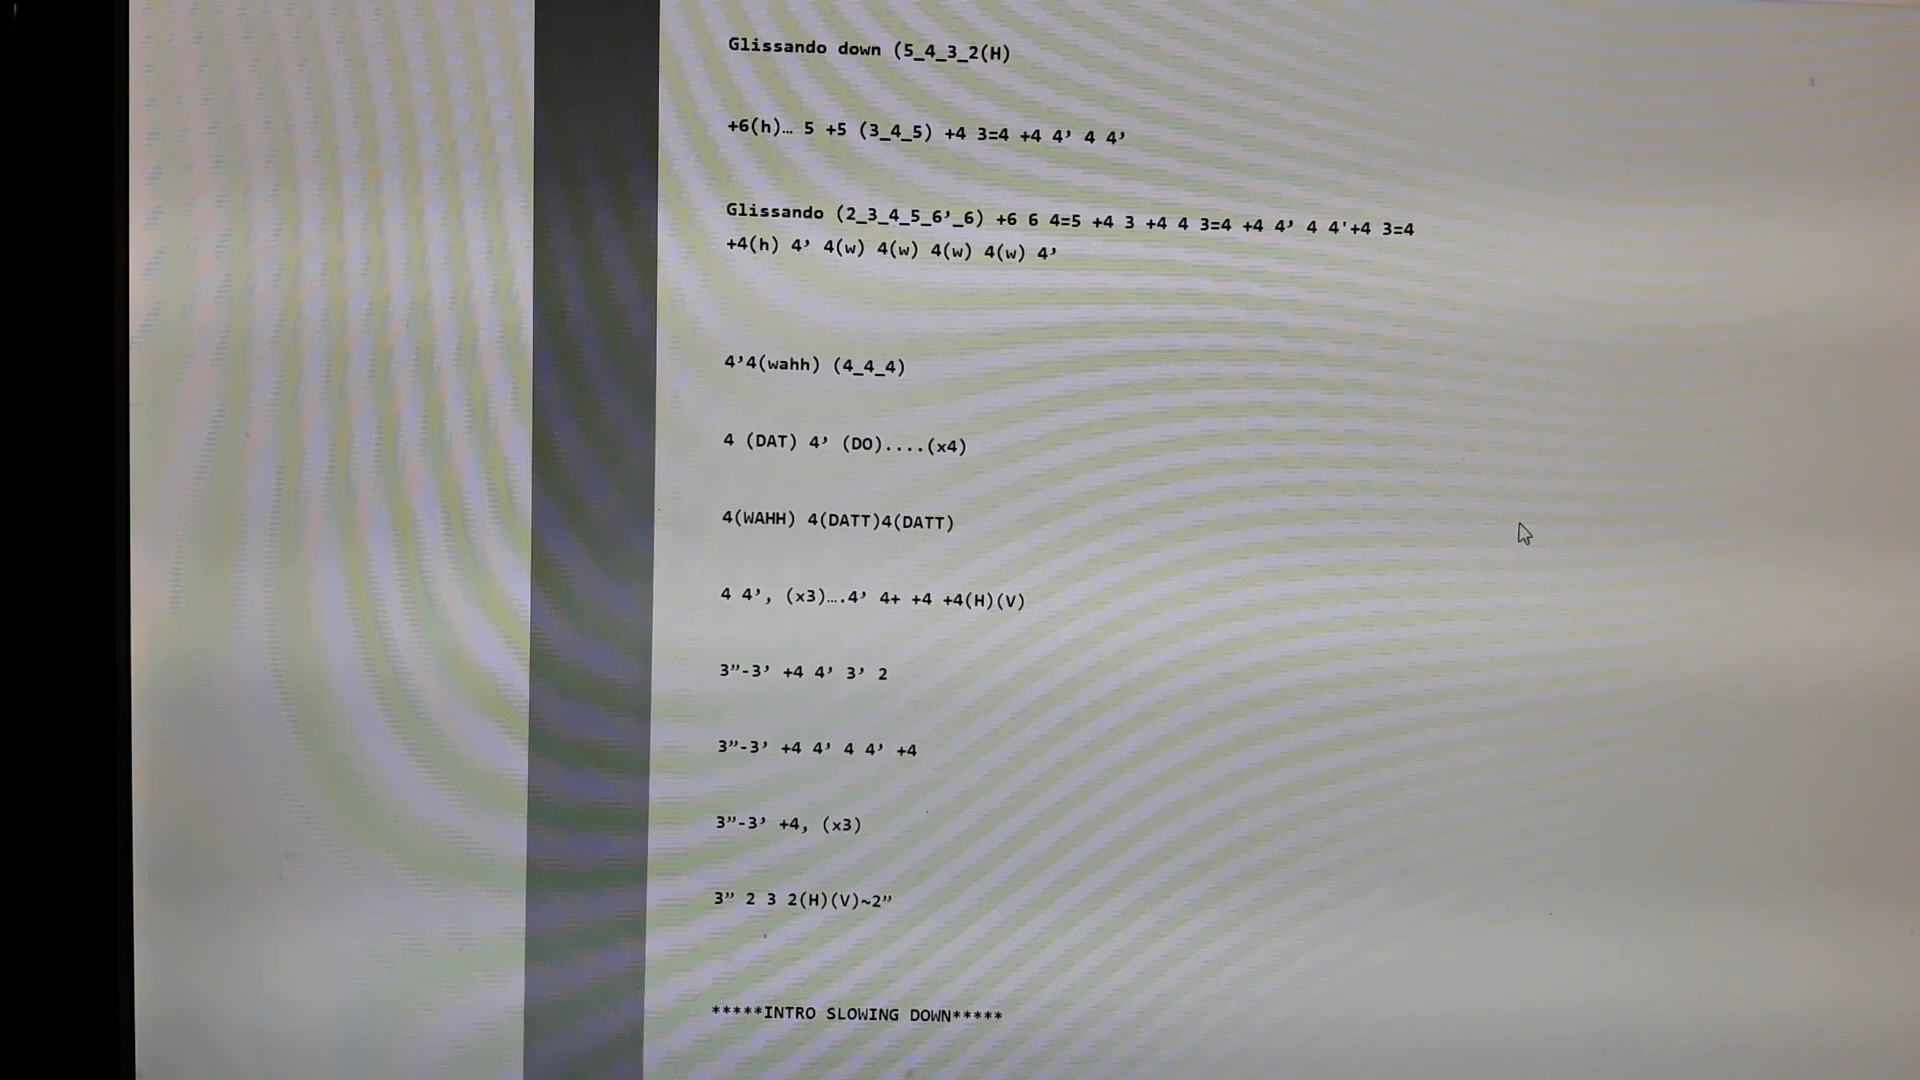 Glissando down (5_4_3_2(H)
+6(h)… 5 +5 (3_4_5) +4 3=4 +4 4’ 4 4’
Glissando (2_3_4_5_6’_6) +6 6 4=5 +4 3 +4 4 3=4 +4 4’ 4 4'+4 3=4
+4(h) 4’ 4(w) 4(w) 4(w) 4(w) 4’
4’4(wahh) (4_4_4)
4 (DAT) 4’ (DO)....(x4)
4(WAHH) 4(DATT)4(DATT)
4 4’, (x3)….4’ 4+ +4 +4(H)(V)
3”-3’ +4 4’ 3’ 2
3”-3’ +4 4’ 4 4’ +4
3”-3’ +4, (x3)
3” 2 3 2(H)(V)~2”
*****INTRO SLOWING DOWN*****